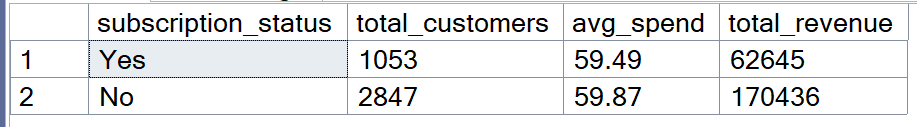 subscription_status total_customers avg_spend total_revenue
1 Yes 1053 59.49 62645
2 No 2847 59.87 170436